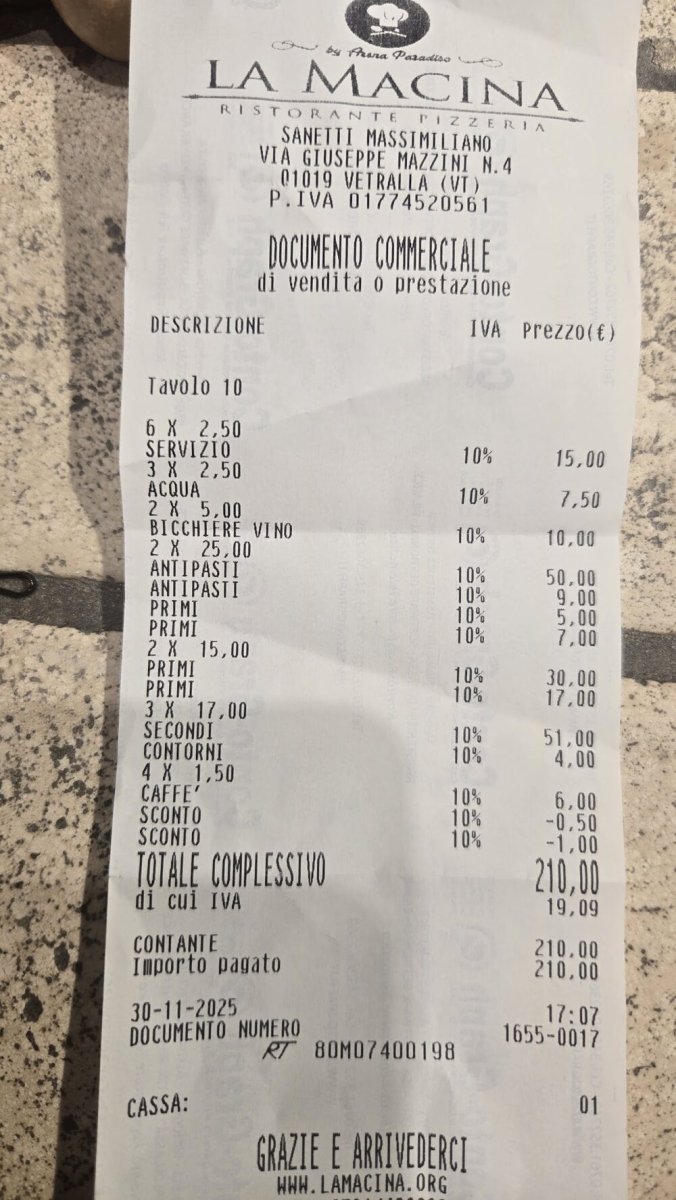 by Arena Paradiso
LA MACINA
RISTORANTE PIZZERIA
SANETTI MASSIMILIANO
VIA GIUSEPPE MAZZINI N.4
01019 VETRALLA (VT)
P.IVA 01774520561
DOCUMENTO COMMERCIALE
di vendita o prestazione
DESCRIZIONE IVA Prezzo(€)
Tavolo 10
6 X 2,50
SERVIZIO 10% 15,00
3 X 2,50
ACQUA 10% 7,50
2 X 5,00
BICCHIERE VINO 10% 10,00
2 X 25,00
ANTIPASTI 10% 50,00
ANTIPASTI 10% 9,00
PRIMI 10% 5,00
PRIMI 10% 7,00
2 X 15,00
PRIMI 10% 30,00
PRIMI 10% 17,00
3 X 17,00
SECONDI 10% 51,00
CONTORNI 10% 4,00
4 X 1,50
CAFFE' 10% 6,00
SCONTO 10% -0,50
SCONTO 10% -1,00
TOTALE COMPLESSIVO 210,00
di cui IVA 19,09
CONTANTE 210,00
Importo pagato 210,00
30-11-2025 17:07
DOCUMENTO NUMERO 1655-0017
RT 80M07400198
CASSA: 01
GRAZIE E ARRIVEDERCI
WWW.LAMACINA.ORG